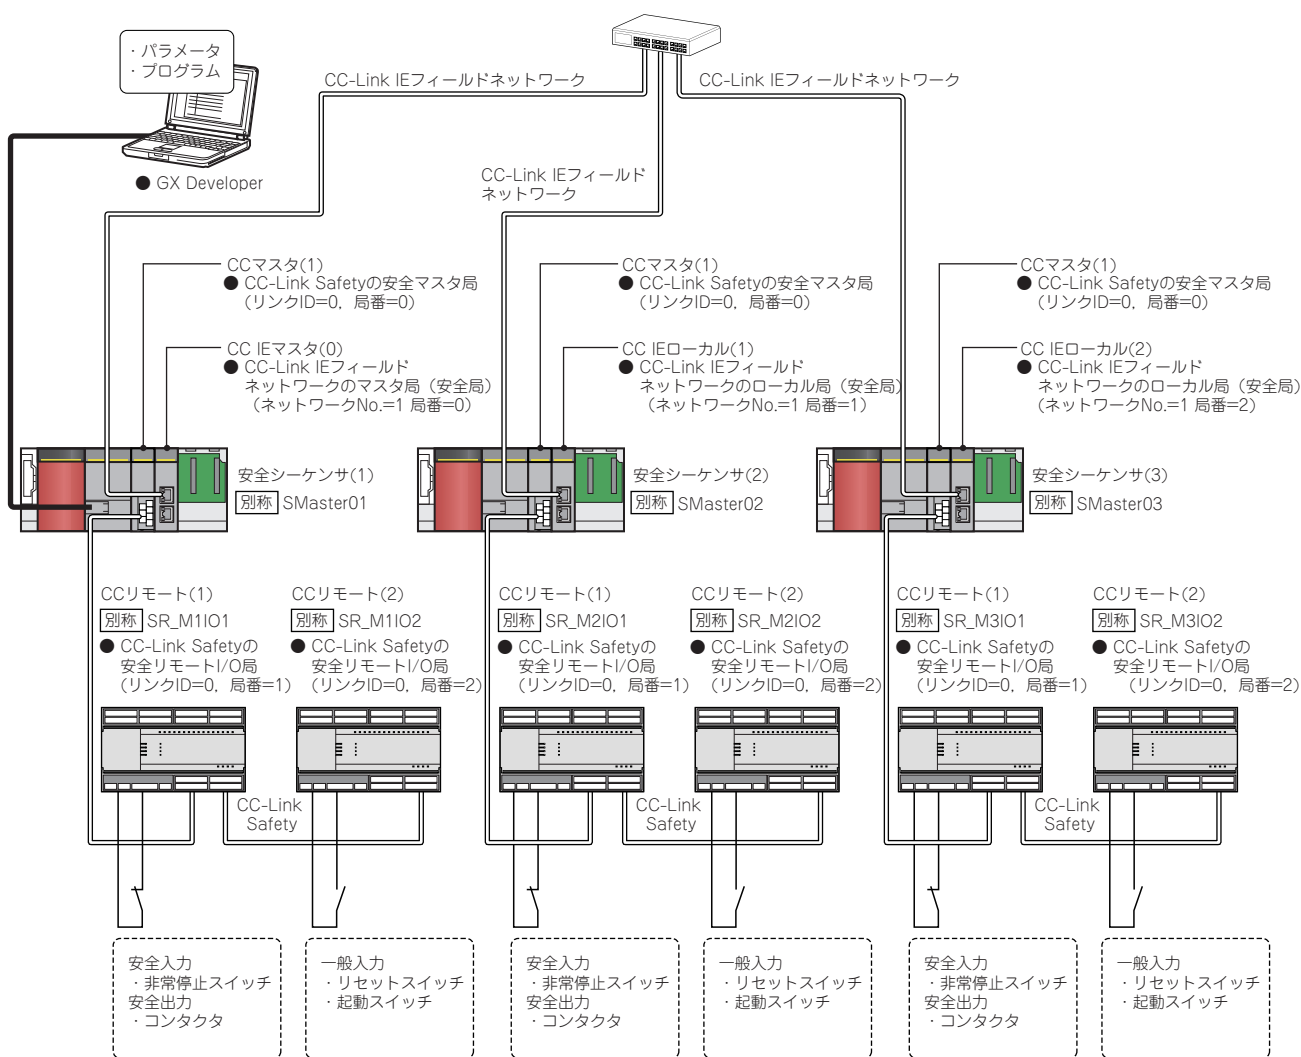 ・パラメータ
・プログラム
GX Developer
CC-Link IEフィールドネットワーク
CC-Link IEフィールドネットワーク
CC-Link IEフィールド
ネットワーク
CCマスタ(1)
CC-Link Safetyの安全マスタ局
(リンクID=0, 局番=0)
CC IEマスタ(0)
CC-Link IEフィールド
ネットワークのマスタ局（安全局）
（ネットワークNo.=1 局番=0）
CCマスタ(1)
CC-Link Safetyの安全マスタ局
(リンクID=0, 局番=0)
CC IEローカル(1)
CC-Link IEフィールド
ネットワークのローカル局（安全局）
（ネットワークNo.=1 局番=1）
CCマスタ(1)
CC-Link Safetyの安全マスタ局
(リンクID=0, 局番=0)
CC IEローカル(2)
CC-Link IEフィールド
ネットワークのローカル局（安全局）
（ネットワークNo.=1 局番=2）
安全シーケンサ(1)
別称 SMaster01
安全シーケンサ(2)
別称 SMaster02
安全シーケンサ(3)
別称 SMaster03
CCリモート(1)
別称 SR_M1IO1
CC-Link Safetyの
安全リモートI/O局
(リンクID=0, 局番=1)
CCリモート(2)
別称 SR_M1IO2
CC-Link Safetyの
安全リモートI/O局
(リンクID=0, 局番=2)
CCリモート(1)
別称 SR_M2IO1
CC-Link Safetyの
安全リモートI/O局
(リンクID=0, 局番=1)
CCリモート(2)
別称 SR_M2IO2
CC-Link Safetyの
安全リモートI/O局
(リンクID=0, 局番=2)
CCリモート(1)
別称 SR_M3IO1
CC-Link Safetyの
安全リモートI/O局
(リンクID=0, 局番=1)
CCリモート(2)
別称 SR_M3IO2
CC-Link Safetyの
安全リモートI/O局
(リンクID=0, 局番=2)
CC-Link
Safety
CC-Link
Safety
CC-Link
Safety
安全入力
・非常停止スイッチ
安全出力
・コンタクタ
一般入力
・リセットスイッチ
・起動スイッチ
安全入力
・非常停止スイッチ
安全出力
・コンタクタ
一般入力
・リセットスイッチ
・起動スイッチ
安全入力
・非常停止スイッチ
安全出力
・コンタクタ
一般入力
・リセットスイッチ
・起動スイッチ